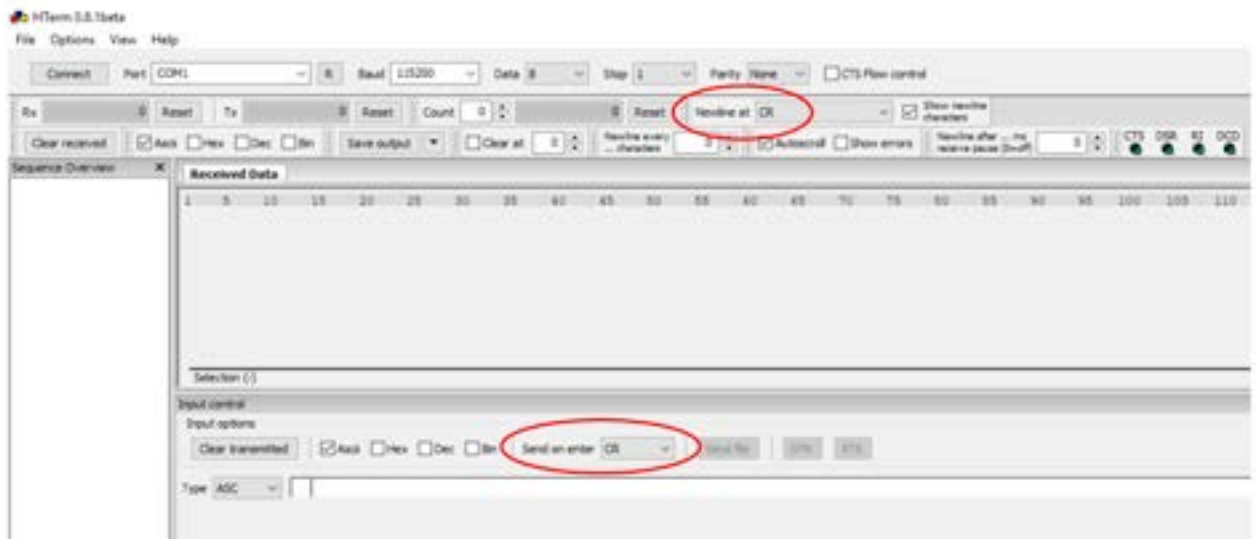 HTerm 0.8.1beta
File Options View Help
Connect Port COM1 R Baud 115200 Data 8 Stop 1 Parity None CTS Flow control
Rx 0 Reset Tx 0 Reset Count 0 0 Reset Newline at CR Show newline characters
Clear received Ascii Hex Dec Bin Save output Clear at 0 Newline every ... characters 0 Autoscroll Show errors Newline after ... ms receive pause (0=off) 0 CTS DSR RI DCD
Sequence Overview X Received Data
1 5 10 15 20 25 30 35 40 45 50 55 60 65 70 75 80 85 90 95 100 105 110
Selection (-)
Input control
Input options
Clear transmitted Ascii Hex Dec Bin Send on enter CR Send file DTR RTS
Type ASC